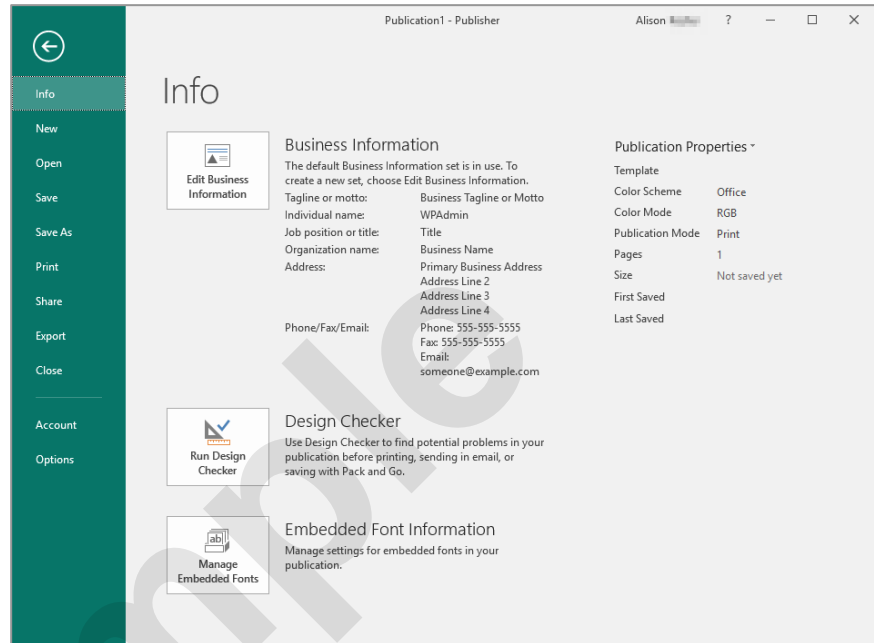 Publication1 - Publisher
Alison
?
Info
New
Open
Save
Save As
Print
Share
Export
Close
Account
Options
Info
Edit Business
Information
Business Information
The default Business Information set is in use. To
create a new set, choose Edit Business Information.
Tagline or motto: Business Tagline or Motto
Individual name: WPAdmin
Job position or title: Title
Organization name: Business Name
Address: Primary Business Address
Address Line 2
Address Line 3
Address Line 4
Phone/Fax/Email: Phone: 555-555-5555
Fax: 555-555-5555
Email:
someone@example.com
Run Design
Checker
Design Checker
Use Design Checker to find potential problems in your
publication before printing, sending in email, or
saving with Pack and Go.
Manage
Embedded Fonts
Embedded Font Information
Manage settings for embedded fonts in your
publication.
Publication Properties
Template
Color Scheme Office
Color Mode RGB
Publication Mode Print
Pages 1
Size Not saved yet
First Saved
Last Saved
mple